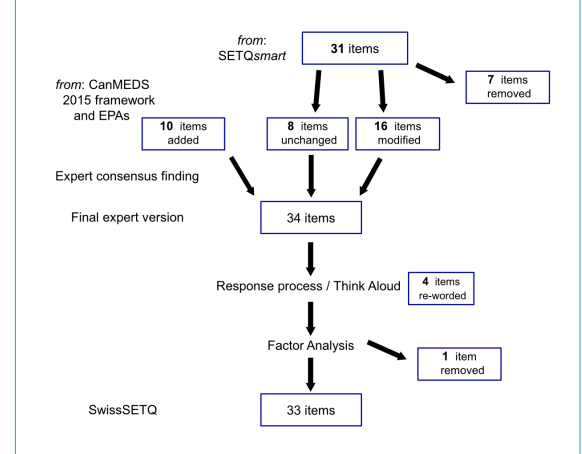 from:
SETQsmart
31 items
7 items
removed
from: CanMEDS
2015 framework
and EPAs
10 items
added
8 items
unchanged
16 items
modified
Expert consensus finding
Final expert version
34 items
Response process / Think Aloud
4 items
re-worded
Factor Analysis
1 item
removed
SwissSETQ
33 items